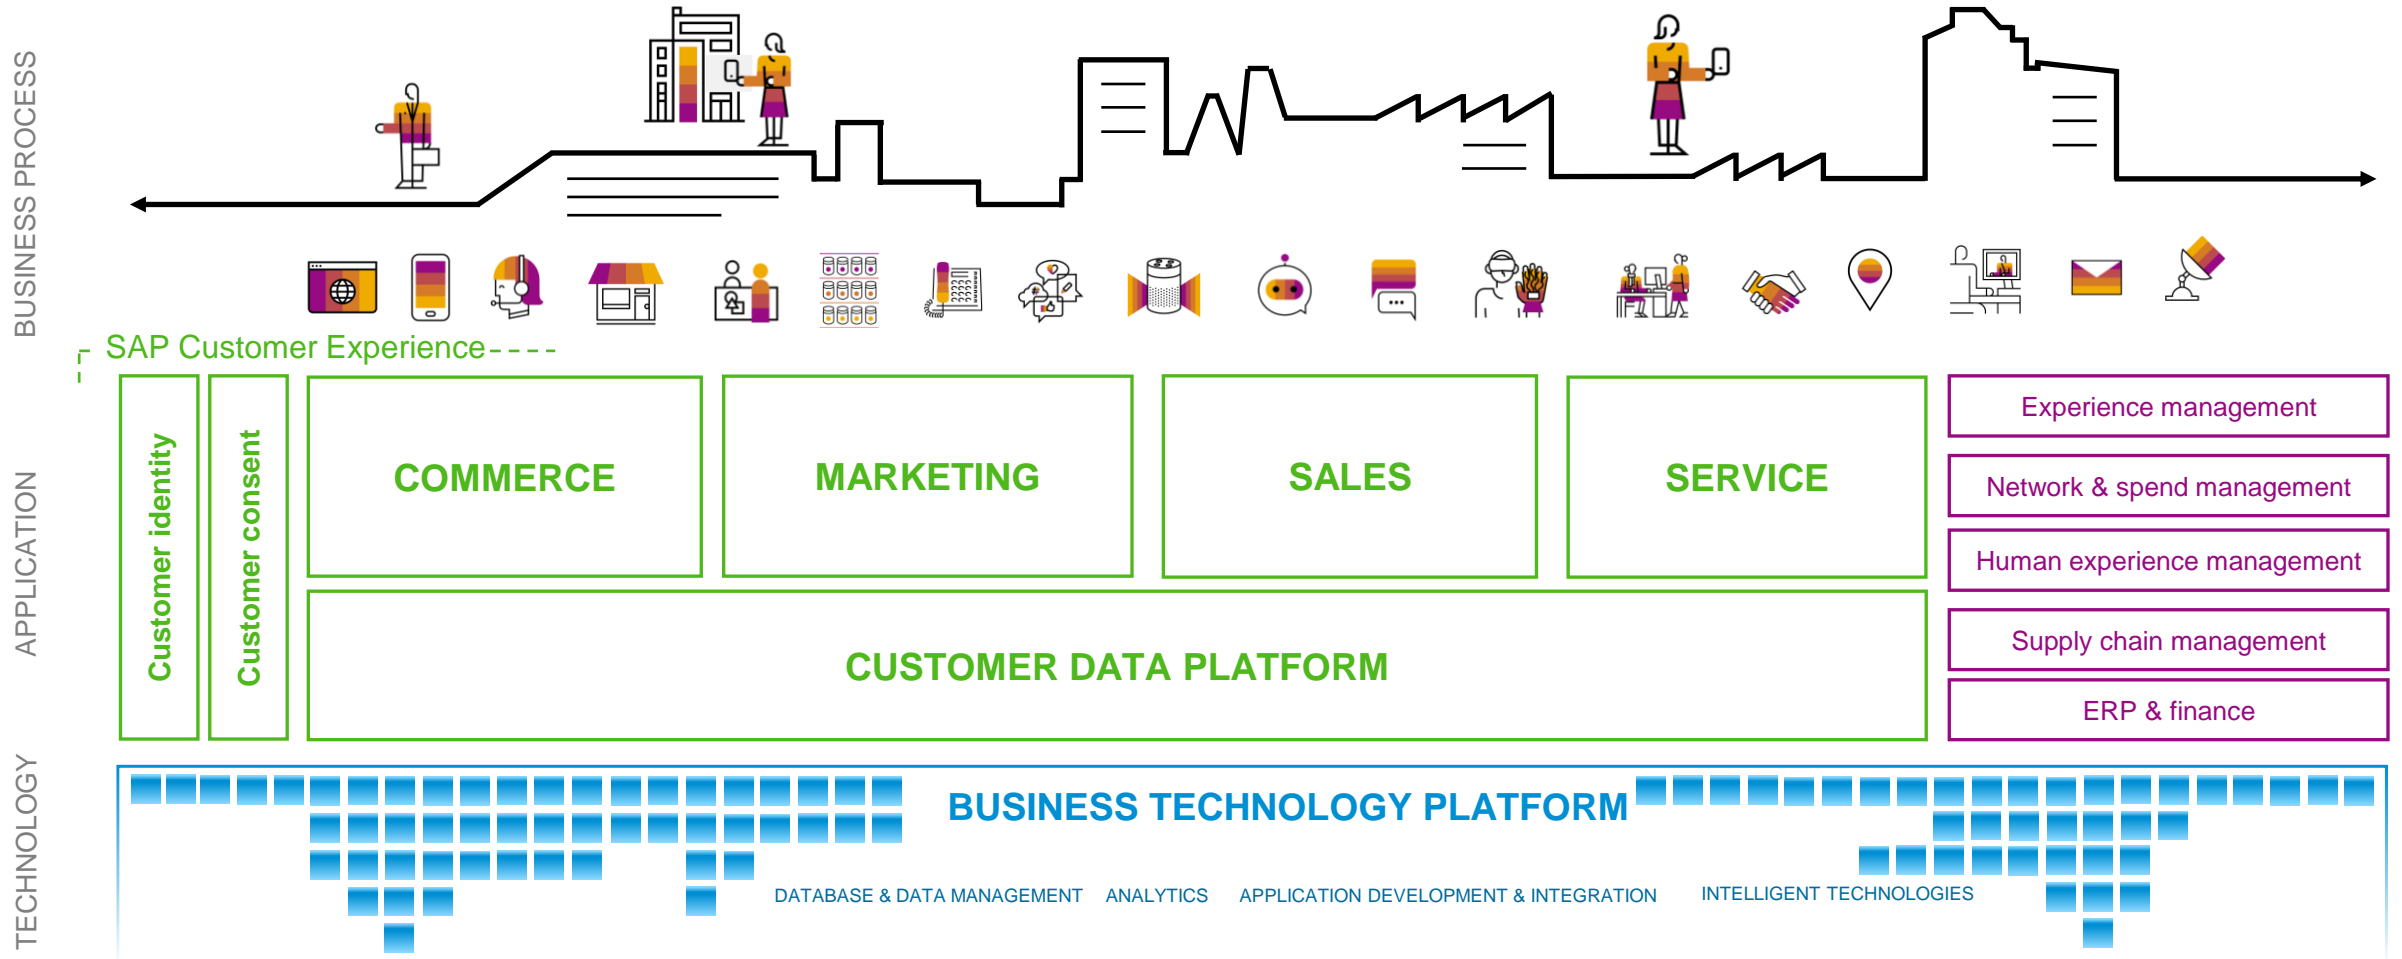 BUSINESS PROCESS
SAP Customer Experience
APPLICATION
Customer identity
Customer consent
COMMERCE
MARKETING
SALES
SERVICE
CUSTOMER DATA PLATFORM
Experience management
Network & spend management
Human experience management
Supply chain management
ERP & finance
TECHNOLOGY
BUSINESS TECHNOLOGY PLATFORM
DATABASE & DATA MANAGEMENT
ANALYTICS
APPLICATION DEVELOPMENT & INTEGRATION
INTELLIGENT TECHNOLOGIES